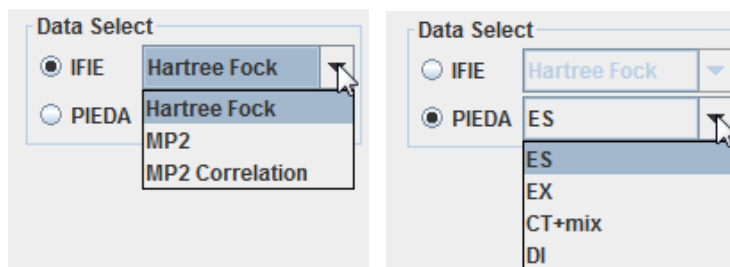 Data Select
IFIE Hartree Fock
PIEDA Hartree Fock
MP2
MP2 Correlation
Data Select
IFIE Hartree Fock
PIEDA ES
ES
EX
CT+mix
DI